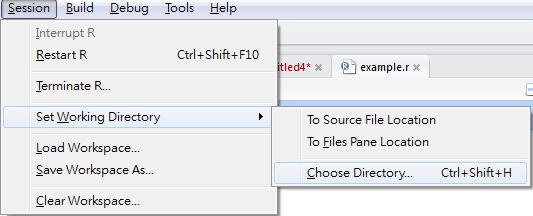 Session Build Debug Tools Help
Interrupt R
Restart R Ctrl+Shift+F10
Terminate R...
Set Working Directory
Load Workspace...
Save Workspace As...
Clear Workspace...
example.r
To Source File Location
To Files Pane Location
Choose Directory... Ctrl+Shift+H